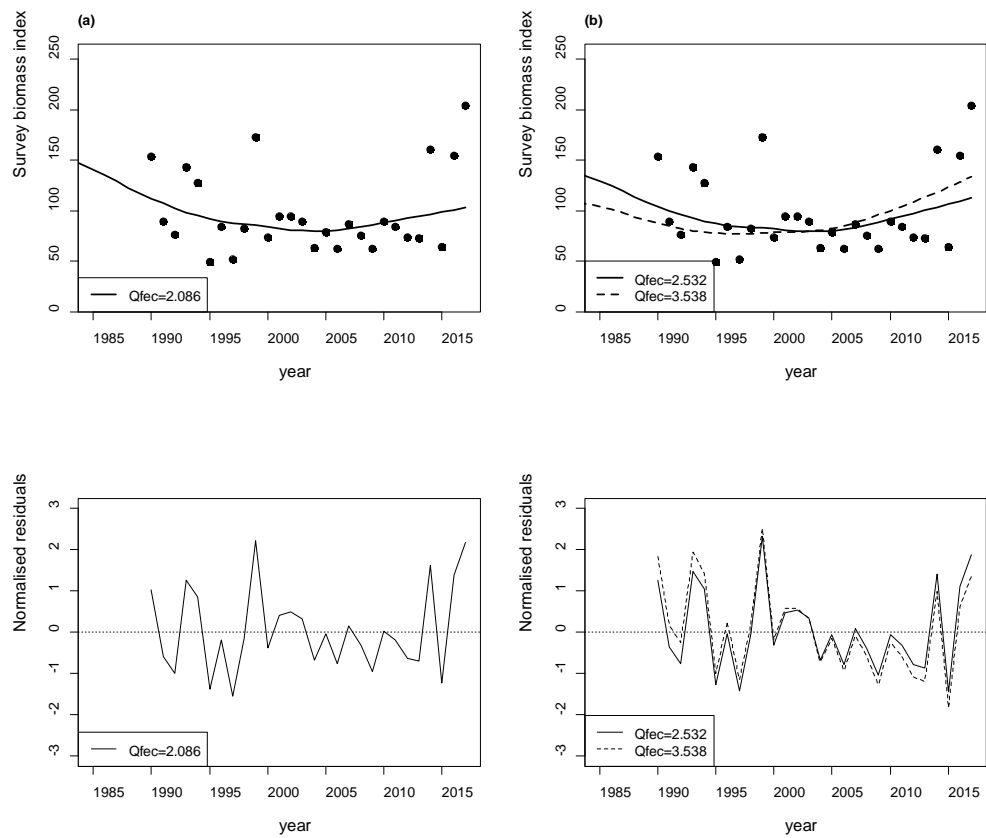 (a)
Survey biomass index
250
200
150
100
50
0
Qfec=2.086
1985 1990 1995 2000 2005 2010 2015
year
(b)
Survey biomass index
250
200
150
100
50
0
Qfec=2.532
Qfec=3.538
1985 1990 1995 2000 2005 2010 2015
year
Normalised residuals
3
2
1
0
-1
-2
-3
Qfec=2.086
1985 1990 1995 2000 2005 2010 2015
year
Normalised residuals
3
2
1
0
-1
-2
-3
Qfec=2.532
Qfec=3.538
1985 1990 1995 2000 2005 2010 2015
year